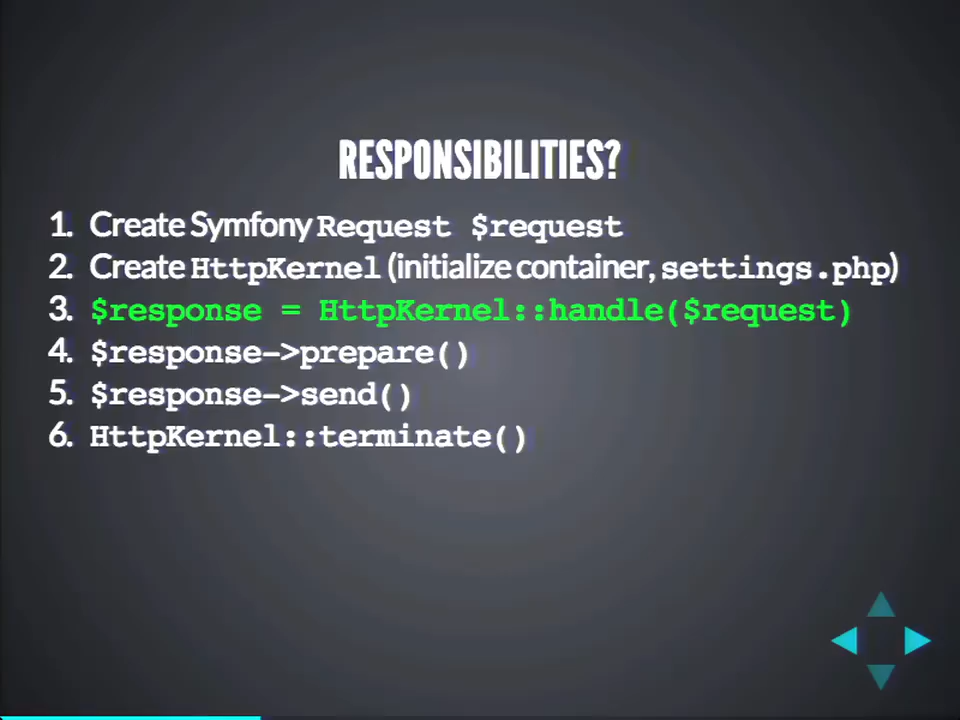 RESPONSIBILITIES?
1. Create Symfony Request $request
2. Create HttpKernel (initialize container, settings.php)
3. $response = HttpKernel::handle($request)
4. $response->prepare()
5. $response->send()
6. HttpKernel::terminate()